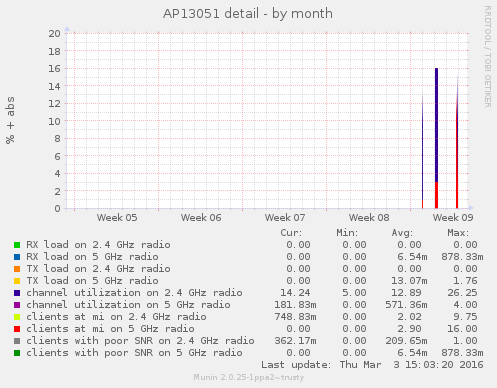 AP13051 detail - by month
RRDTOOL / TOBI OETIKER
% + abs
20
18
16
14
12
10
8
6
4
2
0
Week 05 Week 06 Week 07 Week 08 Week 09
Cur: Min: Avg: Max:
RX load on 2.4 GHz radio 0.00 0.00 0.00 0.00
RX load on 5 GHz radio 0.00 0.00 6.54m 878.33m
TX load on 2.4 GHz radio 0.00 0.00 0.00 0.00
TX load on 5 GHz radio 0.00 0.00 13.07m 1.76
channel utilization on 2.4 GHz radio 14.24 5.00 12.89 26.25
channel utilization on 5 GHz radio 181.83m 0.00 571.36m 4.00
clients at mi on 2.4 GHz radio 748.83m 0.00 2.02 9.75
clients at mi on 5 GHz radio 0.00 0.00 2.90 16.00
clients with poor SNR on 2.4 GHz radio 362.17m 0.00 209.65m 1.00
clients with poor SNR on 5 GHz radio 0.00 0.00 6.54m 878.33m
Last update: Thu Mar 3 15:03:20 2016
Munin 2.0.25-1ppa2~trusty